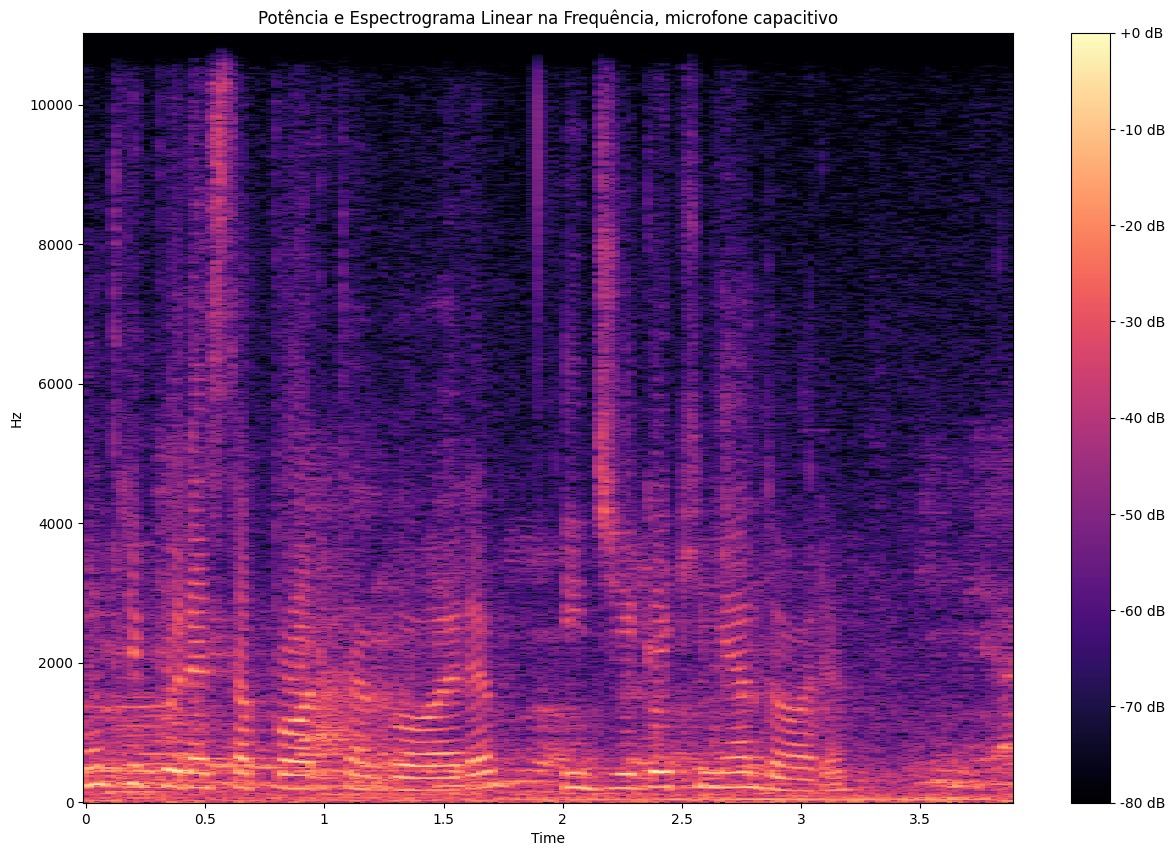 Potência e Espectrograma Linear na Frequência, microfone capacitivo
+0 dB
-10 dB
-20 dB
-30 dB
-40 dB
-50 dB
-60 dB
-70 dB
-80 dB
Hz
10000
8000
6000
4000
2000
0
0 0.5 1 1.5 2 2.5 3 3.5
Time